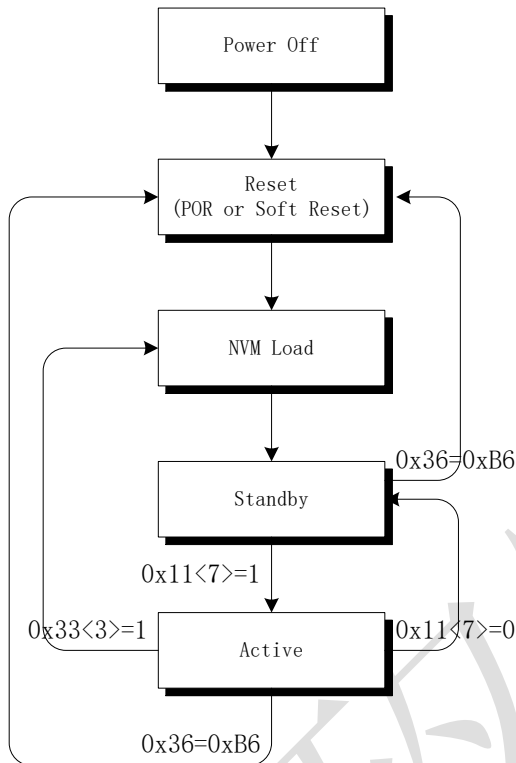 Power Off
Reset
(POR or Soft Reset)
NVM Load
0x36=0xB6
Standby
0x11<7>=1
0x33<3>=1
Active
0x11<7>=0
0x36=0xB6